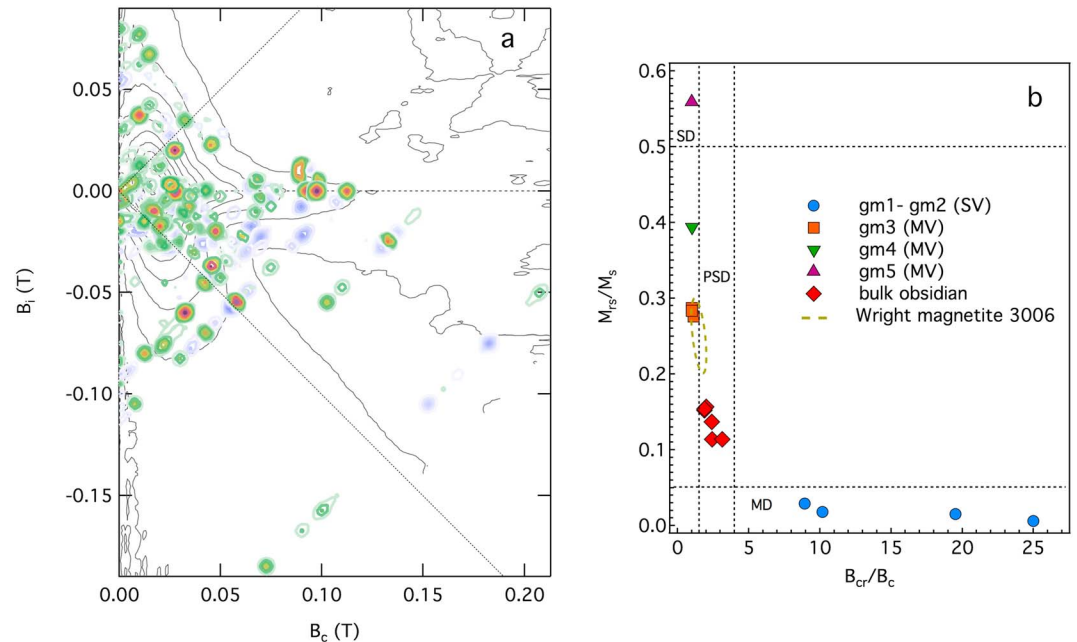 a
0.05
0.00
-0.05
-0.10
-0.15
B_i (T)
0.00
0.05
0.10
0.15
0.20
B_c (T)
b
0.6
0.5
0.4
0.3
0.2
0.1
0.0
M_rs/M_s
SD
PSD
MD
gm1- gm2 (SV)
gm3 (MV)
gm4 (MV)
gm5 (MV)
bulk obsidian
Wright magnetite 3006
0
5
10
15
20
25
B_cr/B_c